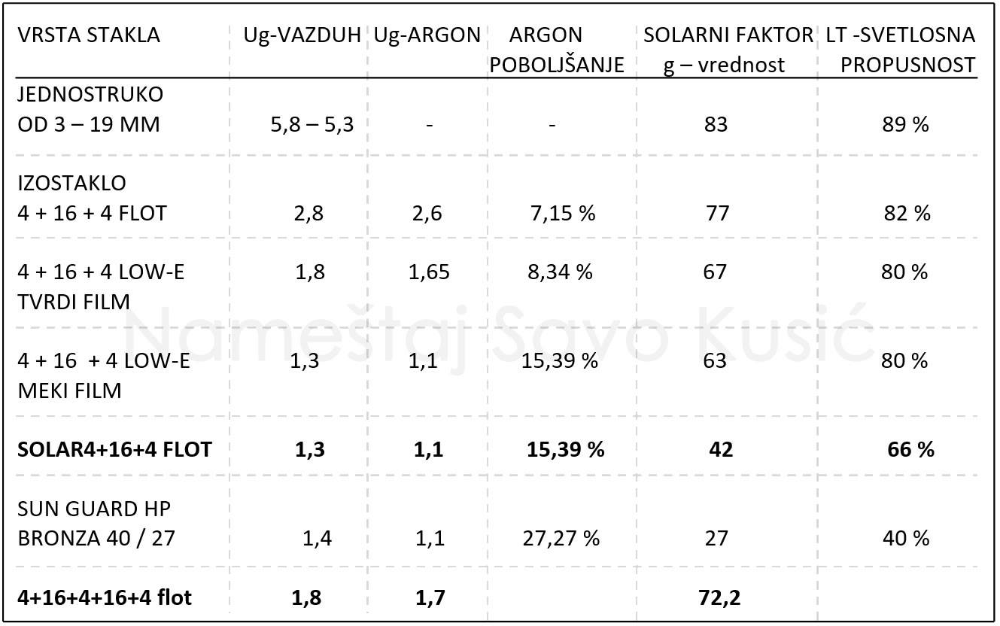 VRSTA STAKLA Ug-VAZDUH Ug-ARGON ARGON SOLARNI FAKTOR LT -SVETLOSNA
POBOLJŠANJE g – vrednost PROPUSNOST
JEDNOSTRUKO
OD 3 – 19 MM 5,8 – 5,3 - - 83 89 %
IZOSTAKLO
4 + 16 + 4 FLOT 2,8 2,6 7,15 % 77 82 %
4 + 16 + 4 LOW-E 1,8 1,65 8,34 % 67 80 %
TVRDI FILM
Nameštaj Savo Kusić
4 + 16 + 4 LOW-E 1,3 1,1 15,39 % 63 80 %
MEKI FILM
SOLAR4+16+4 FLOT 1,3 1,1 15,39 % 42 66 %
SUN GUARD HP
BRONZA 40 / 27 1,4 1,1 27,27 % 27 40 %
4+16+4+16+4 flot 1,8 1,7 72,2